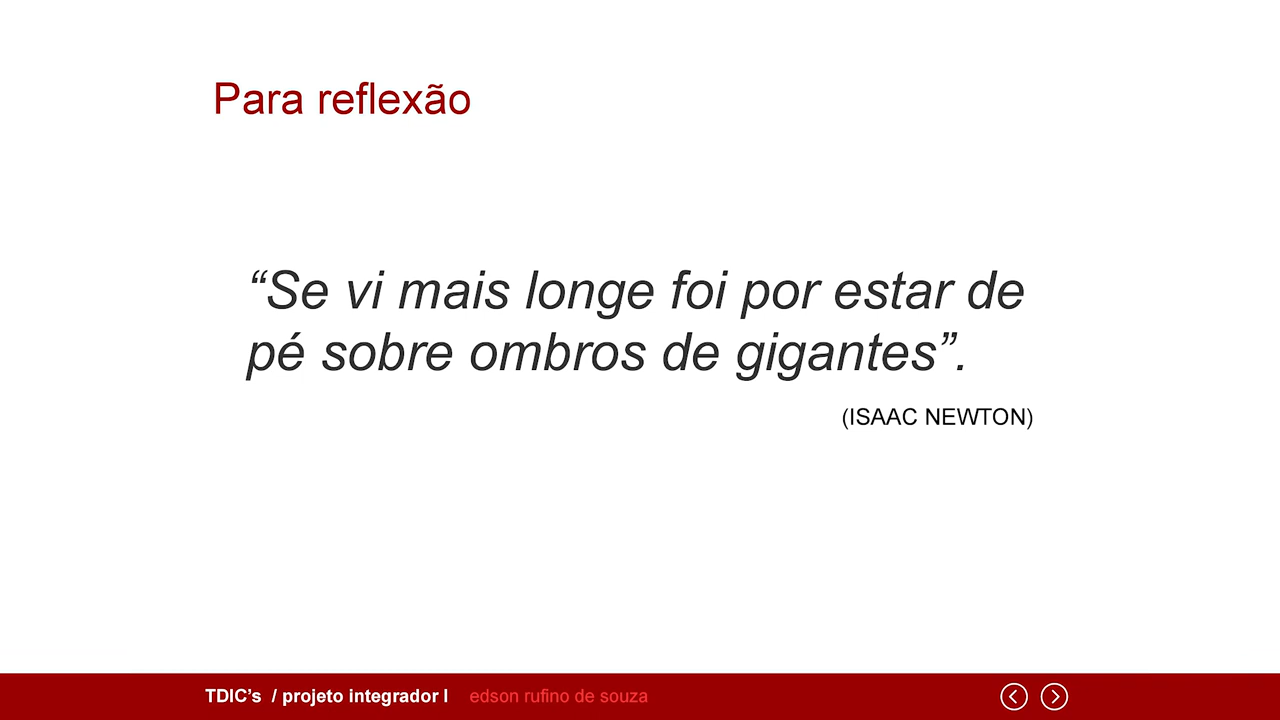 Para reflexão
“Se vi mais longe foi por estar de
pé sobre ombros de gigantes”.
(ISAAC NEWTON)
TDIC’s / projeto integrador I edson rufino de souza